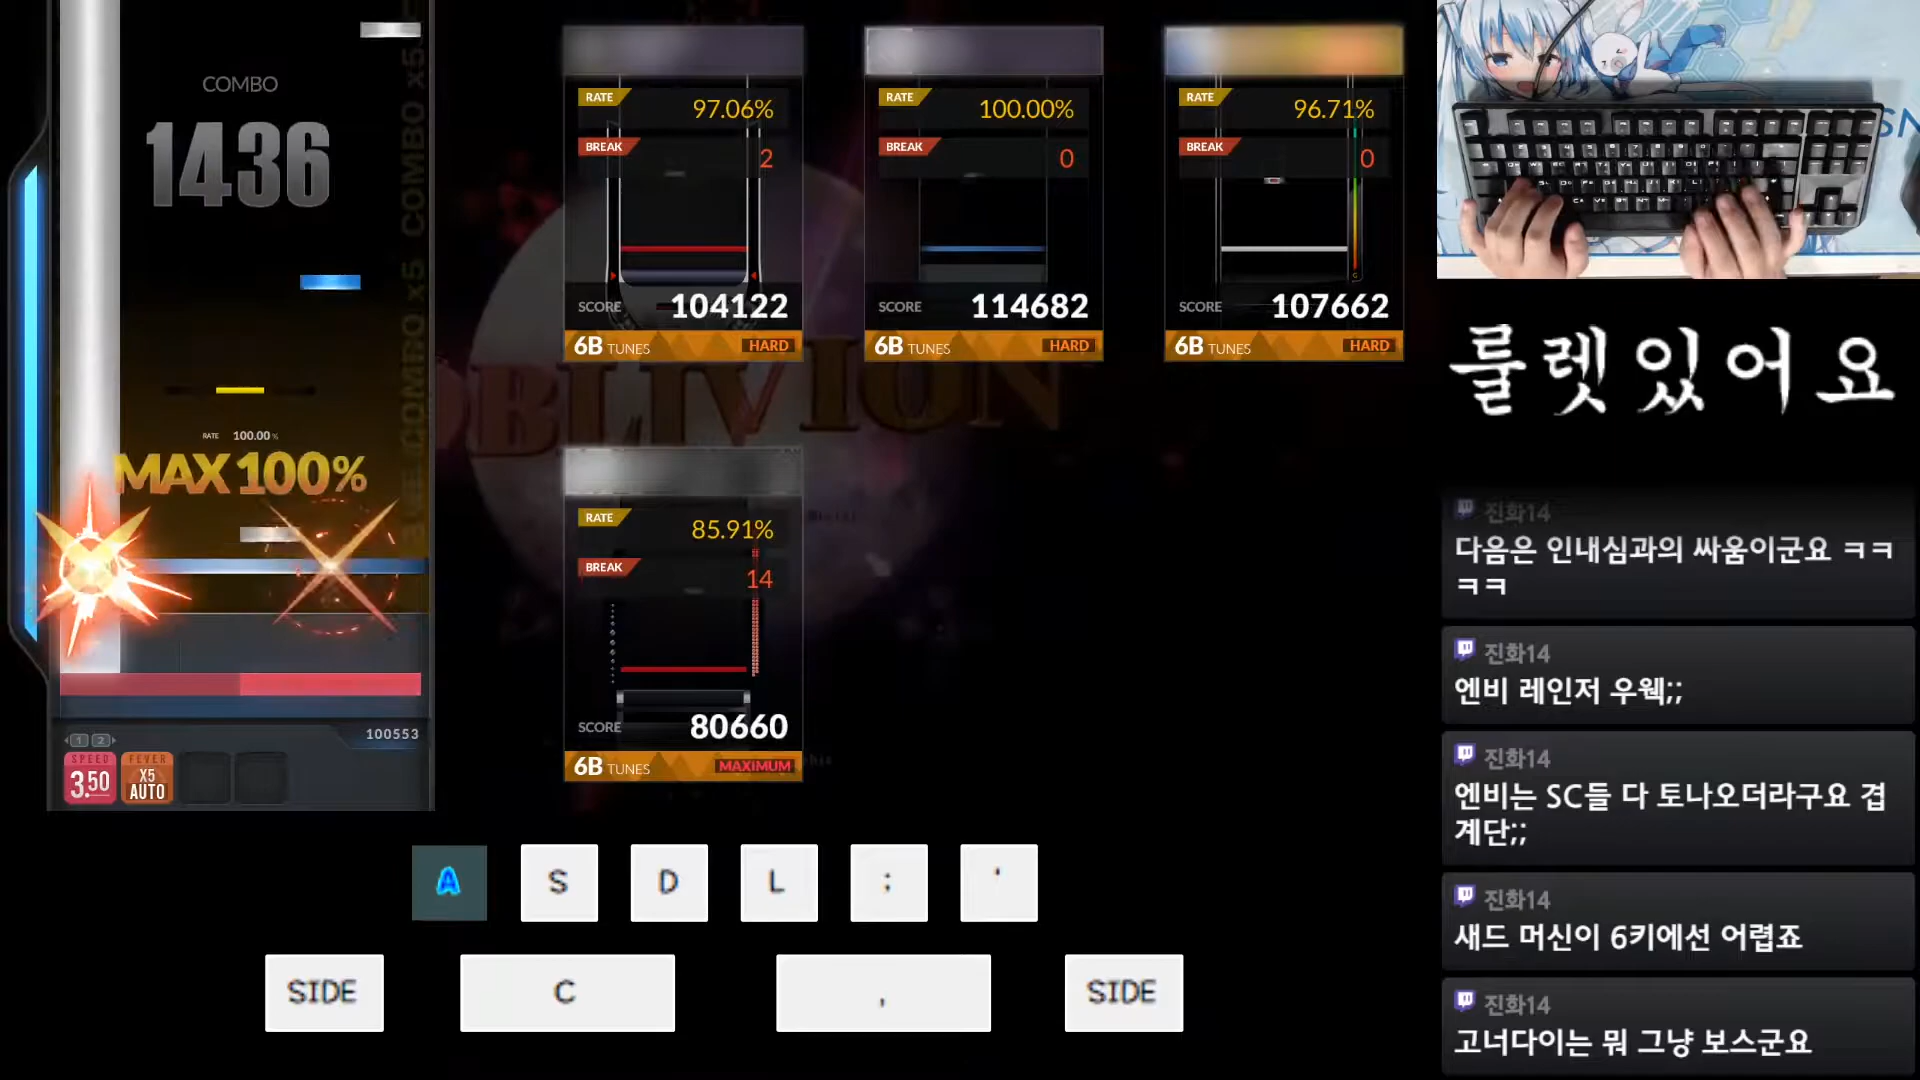 COMBO
1436
COMBO x5
RATE 100.00 %
MAX 100%
1 2
100553
SPEED
3.50
FEVER
X5
AUTO
OBLIVION
RATE
97.06%
BREAK
2
SCORE
104122
6B TUNES
HARD
RATE
100.00%
BREAK
0
SCORE
114682
6B TUNES
HARD
RATE
96.71%
BREAK
0
SCORE
107662
6B TUNES
HARD
RATE
85.91%
BREAK
14
SCORE
80660
6B TUNES
MAXIMUM
A
S
D
L
:
'
SIDE
C
,
SIDE
룰렛있어요
진화14
다음은 인내심과의 싸움이군요 ㅋㅋ
ㅋㅋ
진화14
엔비 레인저 우웩;;
진화14
엔비는 SC들 다 토나오더라구요 겹
계단;;
진화14
새드 머신이 6키에선 어렵죠
진화14
고너다이는 뭐 그냥 보스군요